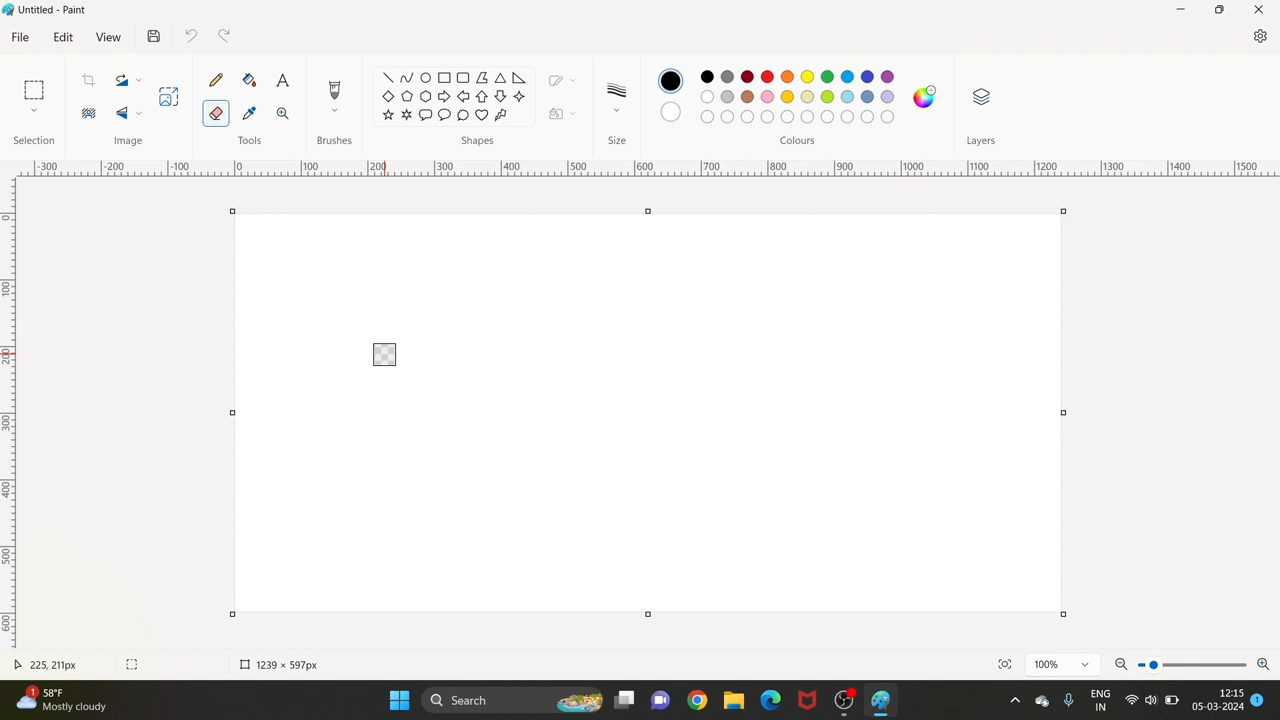 Untitled - Paint
File Edit View
Selection Image Tools Brushes Shapes Size Colours Layers
-300 -200 -100 0 100 200 300 400 500 600 700 800 900 1000 1100 1200 1300 1400 1500
0
100
200
300
400
500
600
225, 211px 1239 × 597px 100%
1 58°F
Mostly cloudy
Search
ENG
IN
12:15
05-03-2024
1